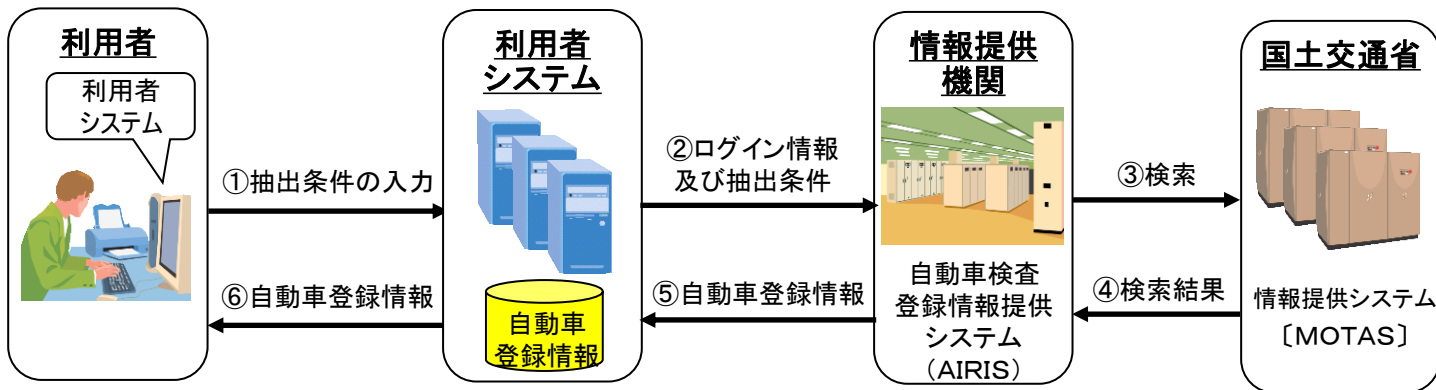 利用者
利用者
システム
①抽出条件の入力
⑥自動車登録情報
利用者
システム
自動車
登録情報
②ログイン情報
及び抽出条件
⑤自動車登録情報
情報提供
機関
自動車検査
登録情報提供
システム
（AIRIS）
③検索
④検索結果
国土交通省
情報提供システム
〔MOTAS〕